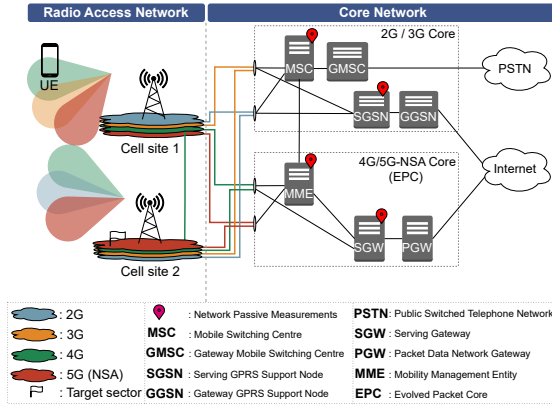 Radio Access Network
Core Network
2G / 3G Core
UE
MSC
GMSC
PSTN
SGSN
GGSN
Cell site 1
Internet
4G/5G-NSA Core
(EPC)
MME
SGW
PGW
Cell site 2
: 2G
: 3G
: 4G
: 5G (NSA)
: Target sector
: Network Passive Measurements
MSC : Mobile Switching Centre
GMSC : Gateway Mobile Switching Centre
SGSN : Serving GPRS Support Node
GGSN : Gateway GPRS Support Node
PSTN: Public Switched Telephone Network
SGW : Serving Gateway
PGW : Packet Data Network Gateway
MME : Mobility Management Entity
EPC : Evolved Packet Core